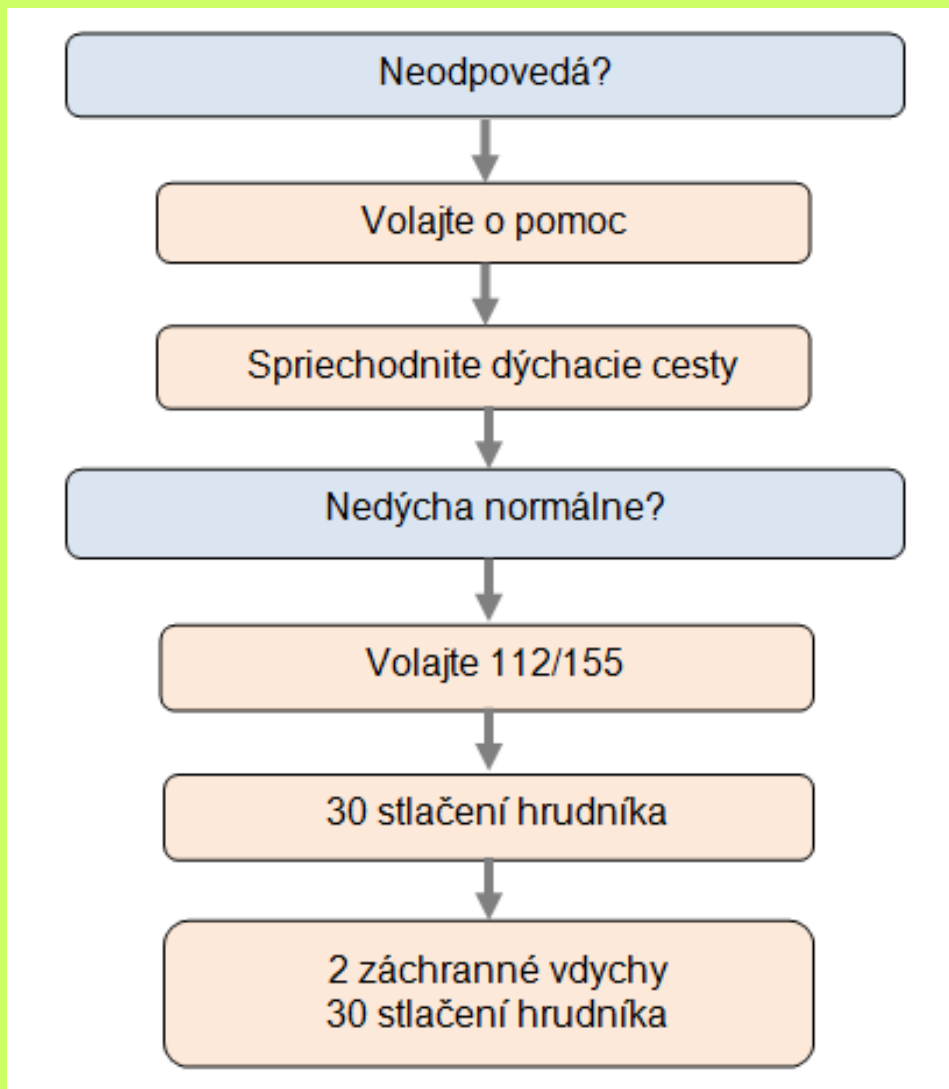 Neodpovedá?
Volajte o pomoc
Spriechodnite dýchacie cesty
Nedýcha normálne?
Volajte 112/155
30 stlačení hrudníka
2 záchranné vdychy
30 stlačení hrudníka